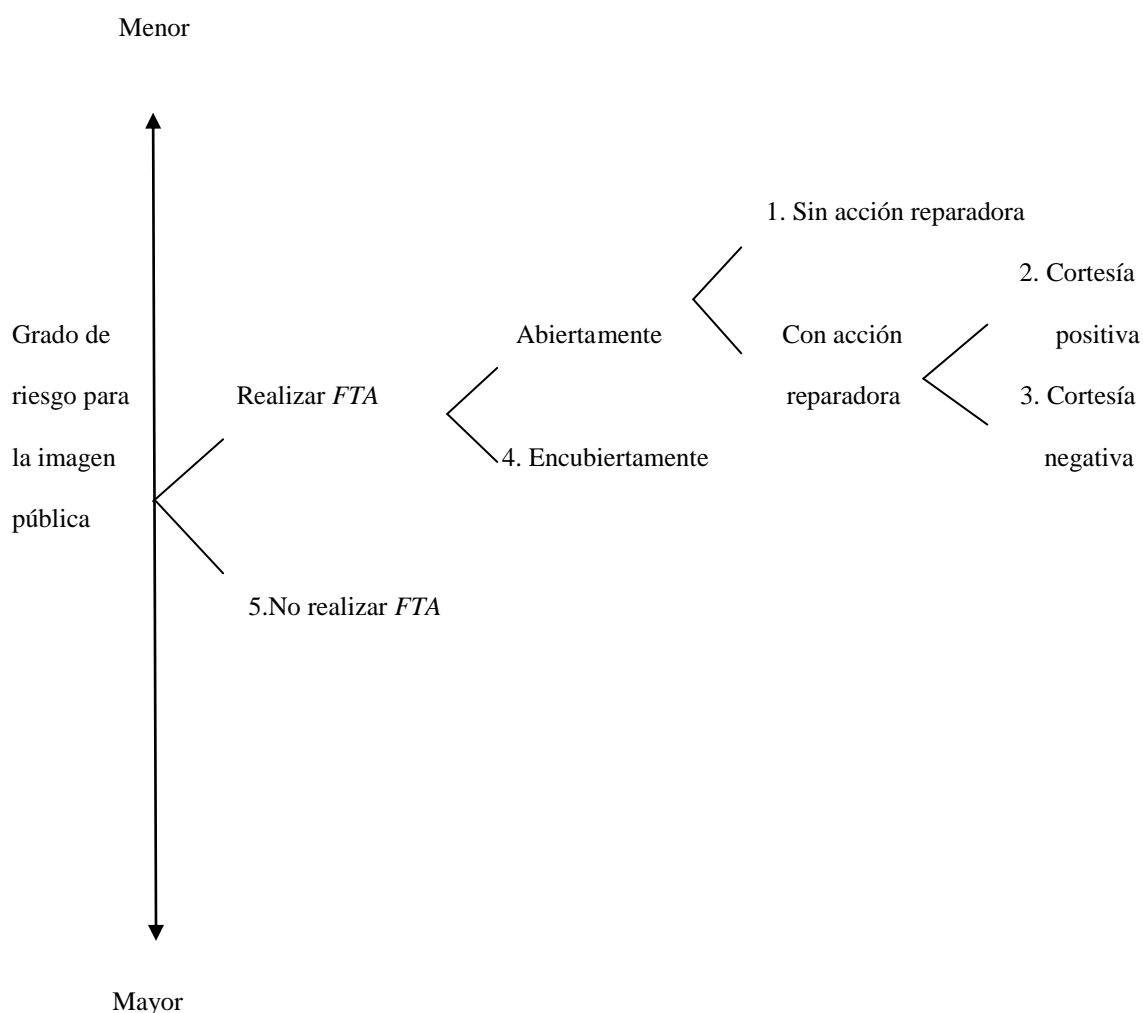 Menor
1. Sin acción reparadora
2. Cortesía
positiva
Grado de
riesgo para
la imagen
pública
Abiertamente
Con acción
reparadora
Realizar FTA
3. Cortesía
negativa
4. Encubiertamente
5.No realizar FTA
Mayor